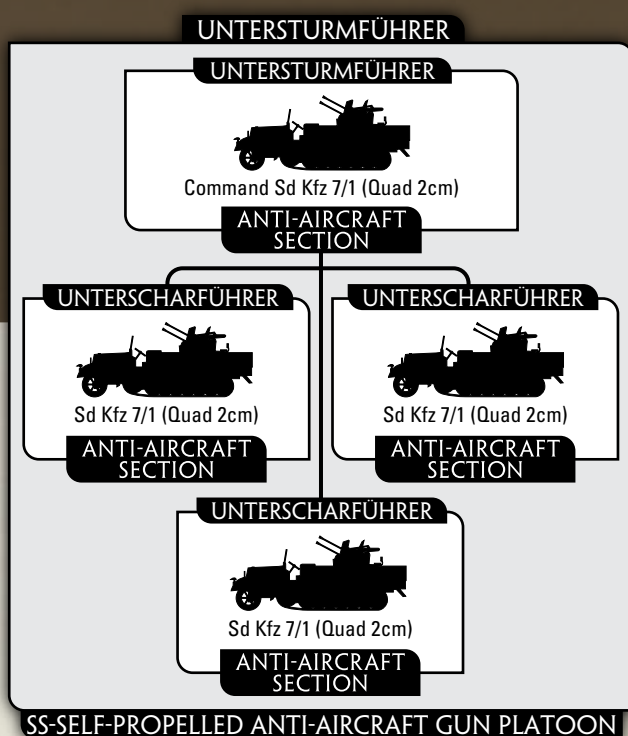 UNTERSTURMFÜHRER
UNTERSTURMFÜHRER
Command Sd Kfz 7/1 (Quad 2cm)
ANTI-AIRCRAFT
SECTION
UNTERSCHARFÜHRER
Sd Kfz 7/1 (Quad 2cm)
ANTI-AIRCRAFT
SECTION
UNTERSCHARFÜHRER
Sd Kfz 7/1 (Quad 2cm)
ANTI-AIRCRAFT
SECTION
UNTERSCHARFÜHRER
Sd Kfz 7/1 (Quad 2cm)
ANTI-AIRCRAFT
SECTION
SS-SELF-PROPELLED ANTI-AIRCRAFT GUN PLATOON